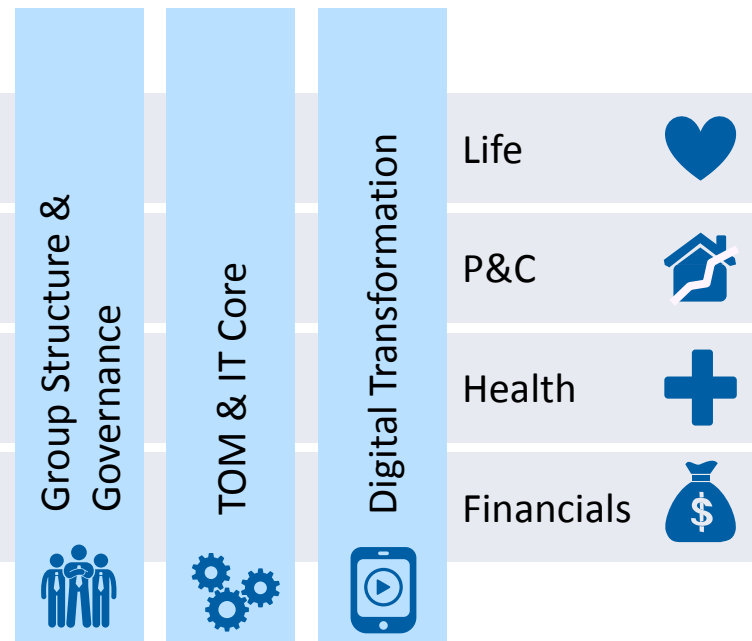 Group Structure &
Governance
TOM & IT Core
Digital Transformation
Life
P&C
Health
Financials
$